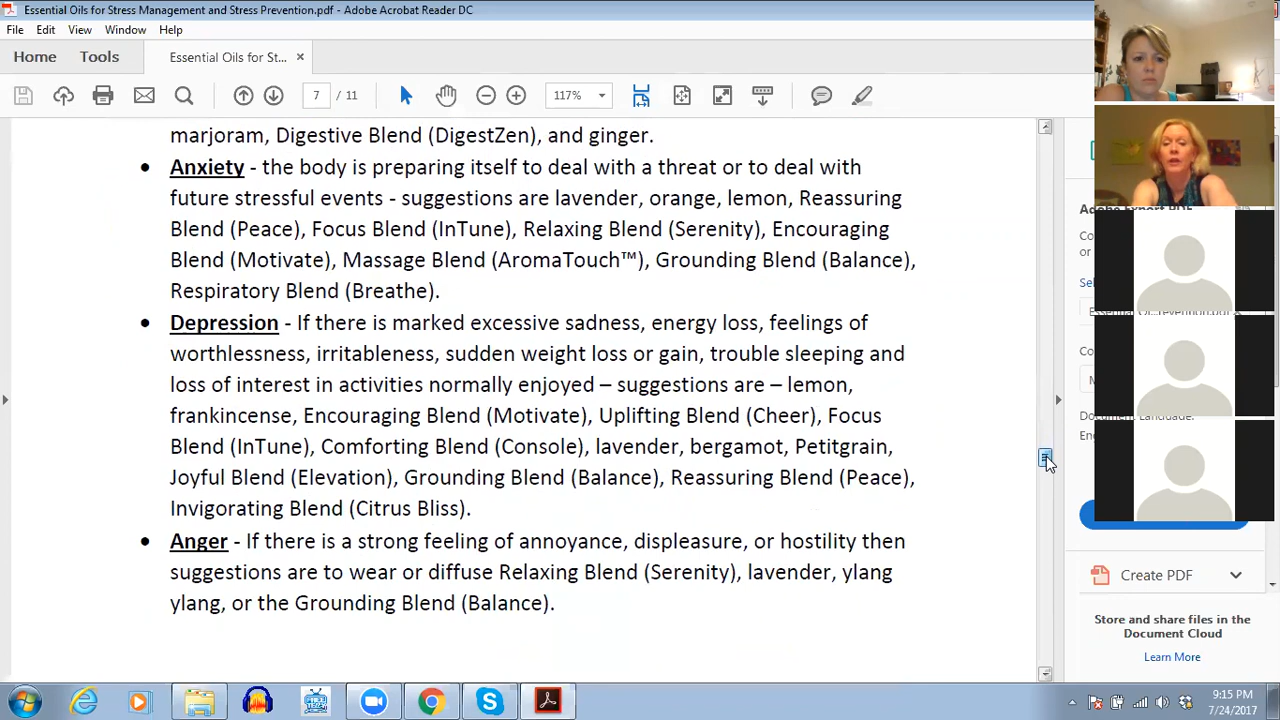 Essential Oils for Stress Management and Stress Prevention.pdf - Adobe Acrobat Reader DC
File Edit View Window Help
Home Tools Essential Oils for St... ×
7 / 11 117%
marjoram, Digestive Blend (DigestZen), and ginger.
• Anxiety - the body is preparing itself to deal with a threat or to deal with
future stressful events - suggestions are lavender, orange, lemon, Reassuring
Blend (Peace), Focus Blend (InTune), Relaxing Blend (Serenity), Encouraging
Blend (Motivate), Massage Blend (AromaTouch™), Grounding Blend (Balance),
Respiratory Blend (Breathe).
• Depression - If there is marked excessive sadness, energy loss, feelings of
worthlessness, irritableness, sudden weight loss or gain, trouble sleeping and
loss of interest in activities normally enjoyed – suggestions are – lemon,
frankincense, Encouraging Blend (Motivate), Uplifting Blend (Cheer), Focus
Blend (InTune), Comforting Blend (Console), lavender, bergamot, Petitgrain,
Joyful Blend (Elevation), Grounding Blend (Balance), Reassuring Blend (Peace),
Invigorating Blend (Citrus Bliss).
• Anger - If there is a strong feeling of annoyance, displeasure, or hostility then
suggestions are to wear or diffuse Relaxing Blend (Serenity), lavender, ylang
ylang, or the Grounding Blend (Balance).
Create PDF
Store and share files in the
Document Cloud
Learn More
9:15 PM
7/24/2017